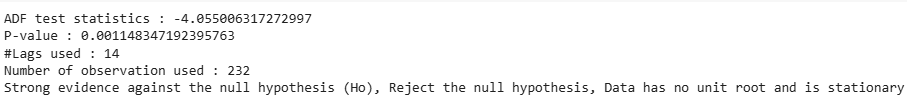 ADF test statistics : -4.055006317272997
P-value : 0.001148347192395763
#Lags used : 14
Number of observation used : 232
Strong evidence against the null hypothesis (Ho), Reject the null hypothesis, Data has no unit root and is stationary